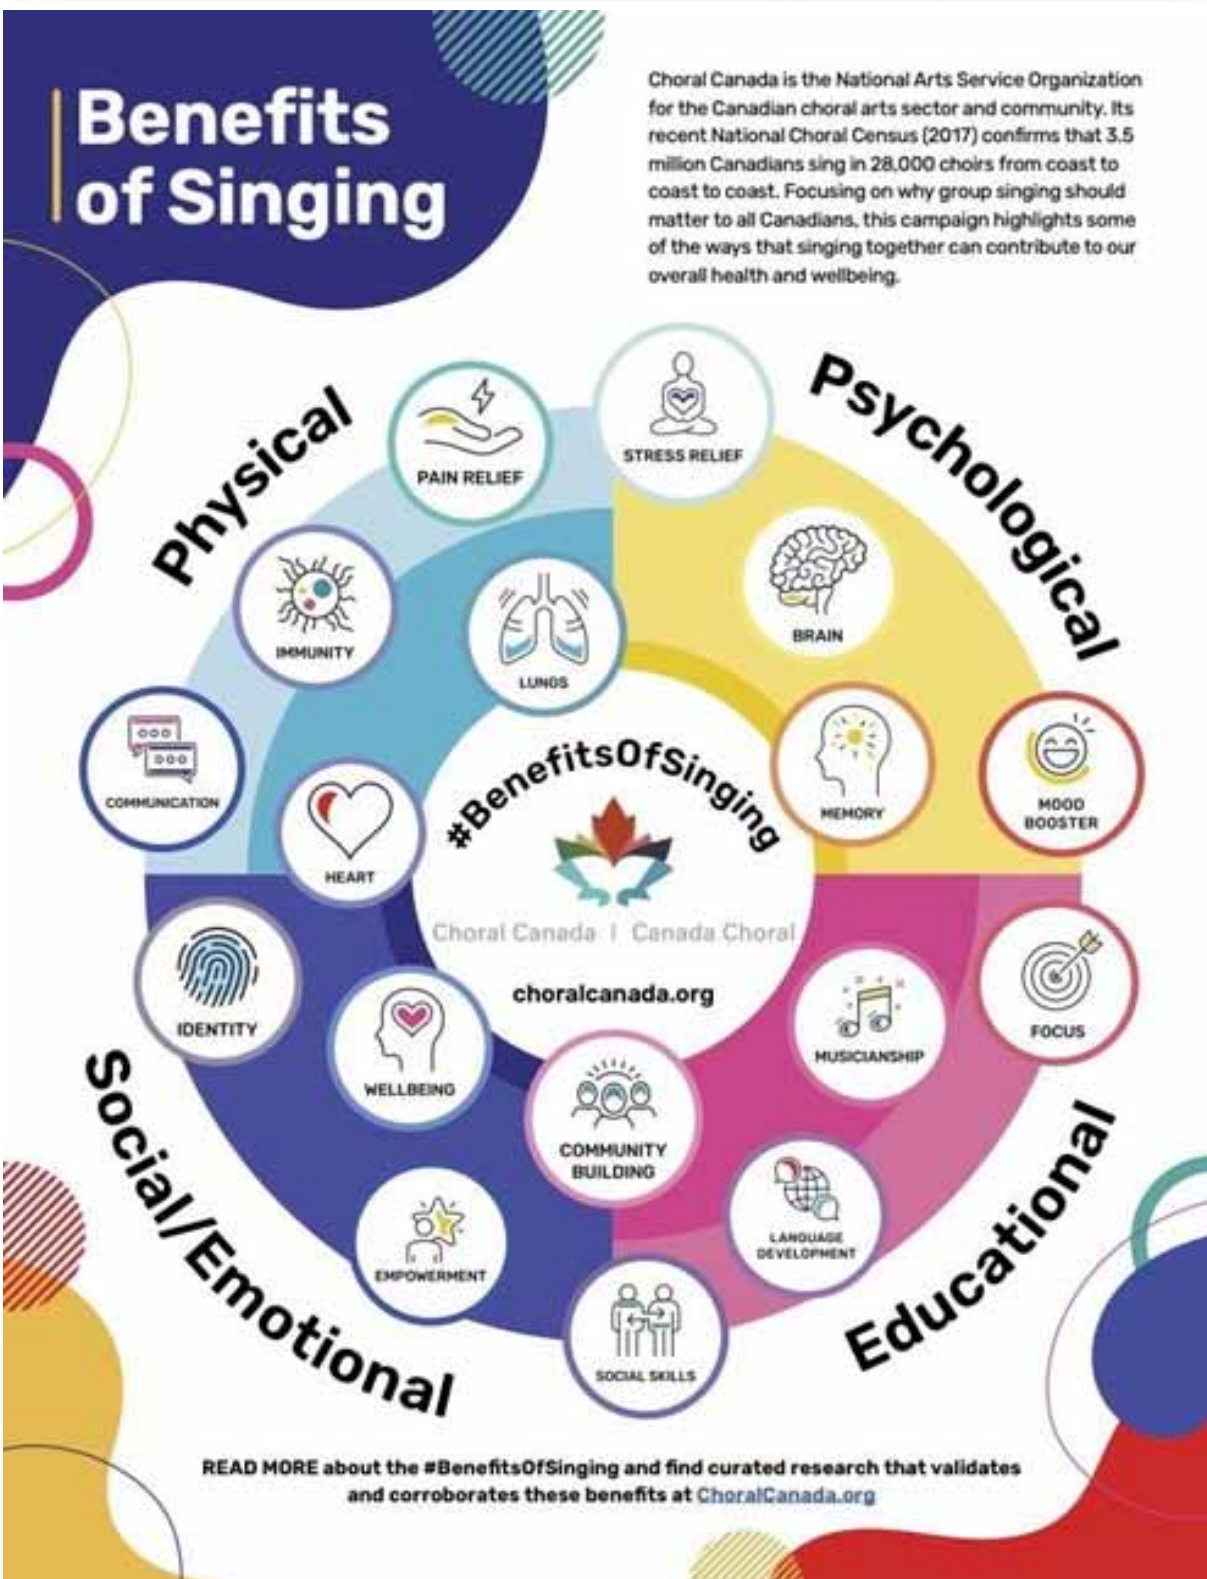 Benefits
of Singing
Choral Canada is the National Arts Service Organization
for the Canadian choral arts sector and community. Its
recent National Choral Census (2017) confirms that 3.5
million Canadians sing in 28,000 choirs from coast to
coast to coast. Focusing on why group singing should
matter to all Canadians, this campaign highlights some
of the ways that singing together can contribute to our
overall health and wellbeing.
Physical
Psychological
PAIN RELIEF
STRESS RELIEF
IMMUNITY
LUNGS
BRAIN
COMMUNICATION
HEART
MEMORY
MOOD
BOOSTER
#BenefitsOfSinging
Choral Canada | Canada Choral
choralcanada.org
IDENTITY
WELLBEING
COMMUNITY
BUILDING
MUSICIANSHIP
FOCUS
EMPOWERMENT
SOCIAL SKILLS
LANGUAGE
DEVELOPMENT
Social/Emotional
Educational
READ MORE about the #BenefitsOfSinging and find curated research that validates
and corroborates these benefits at ChoralCanada.org